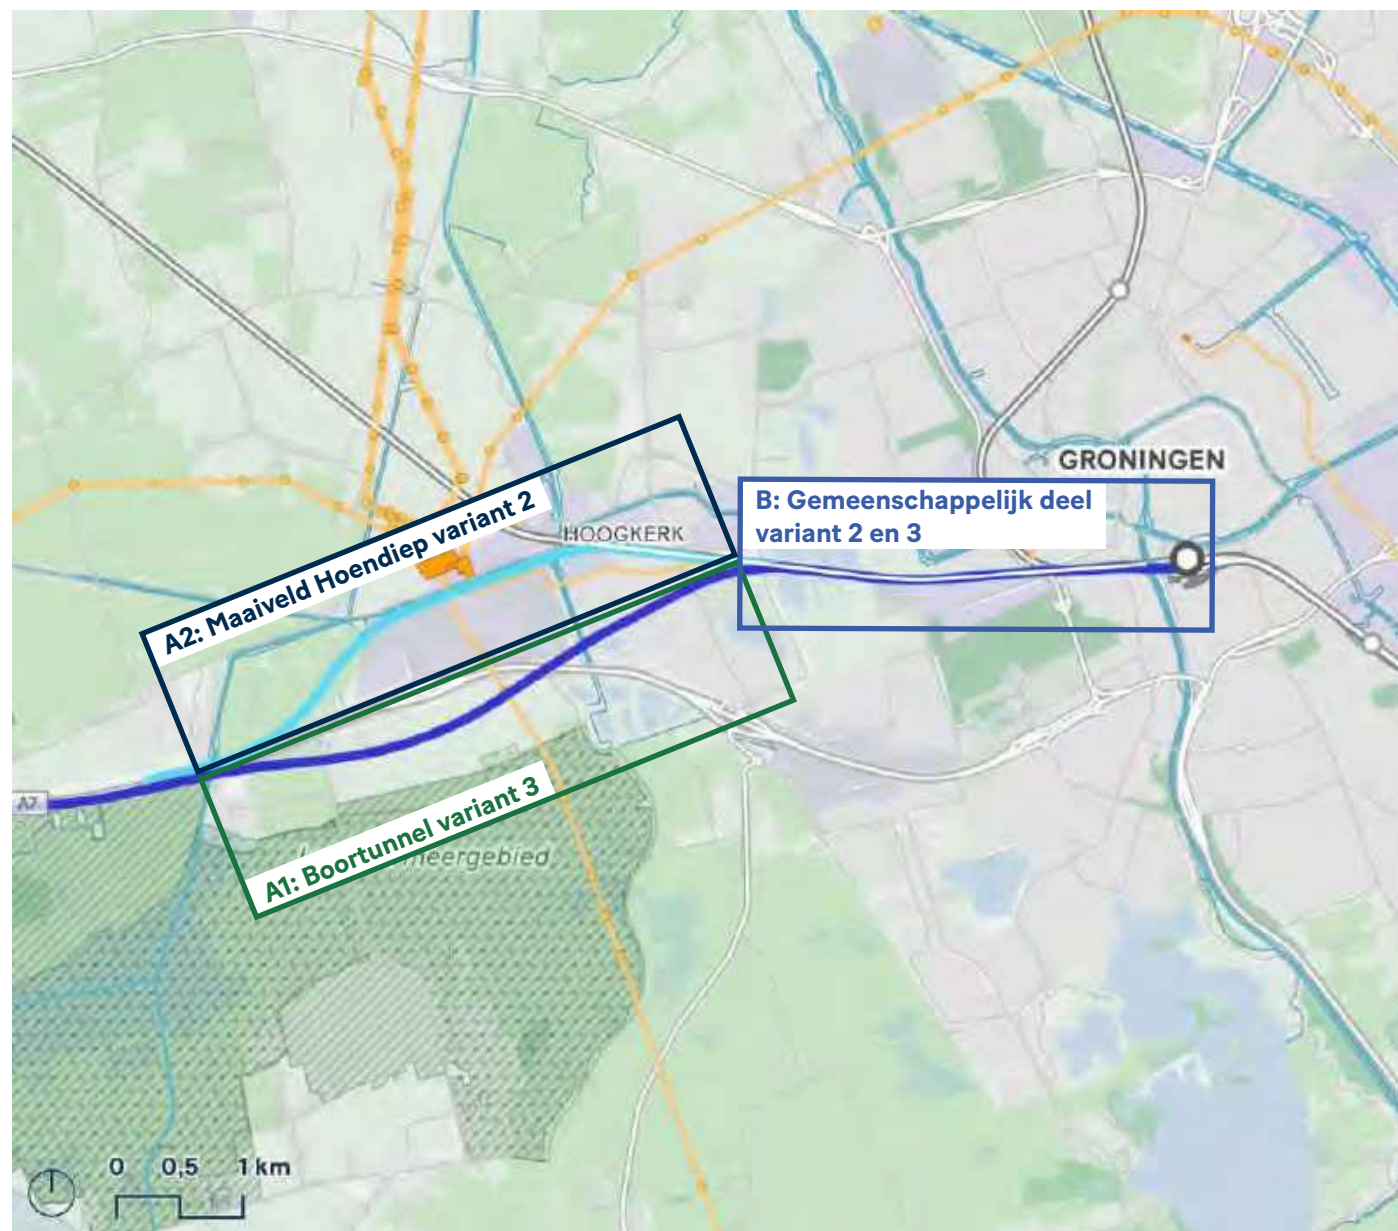 GRONINGEN
B: Gemeenschappelijk deel
variant 2 en 3
HOOGKERK
A2: Maaiveld Hoendiep variant 2
A7
A1: Boortunnel variant 3
meergebied
0 0,5 1 km